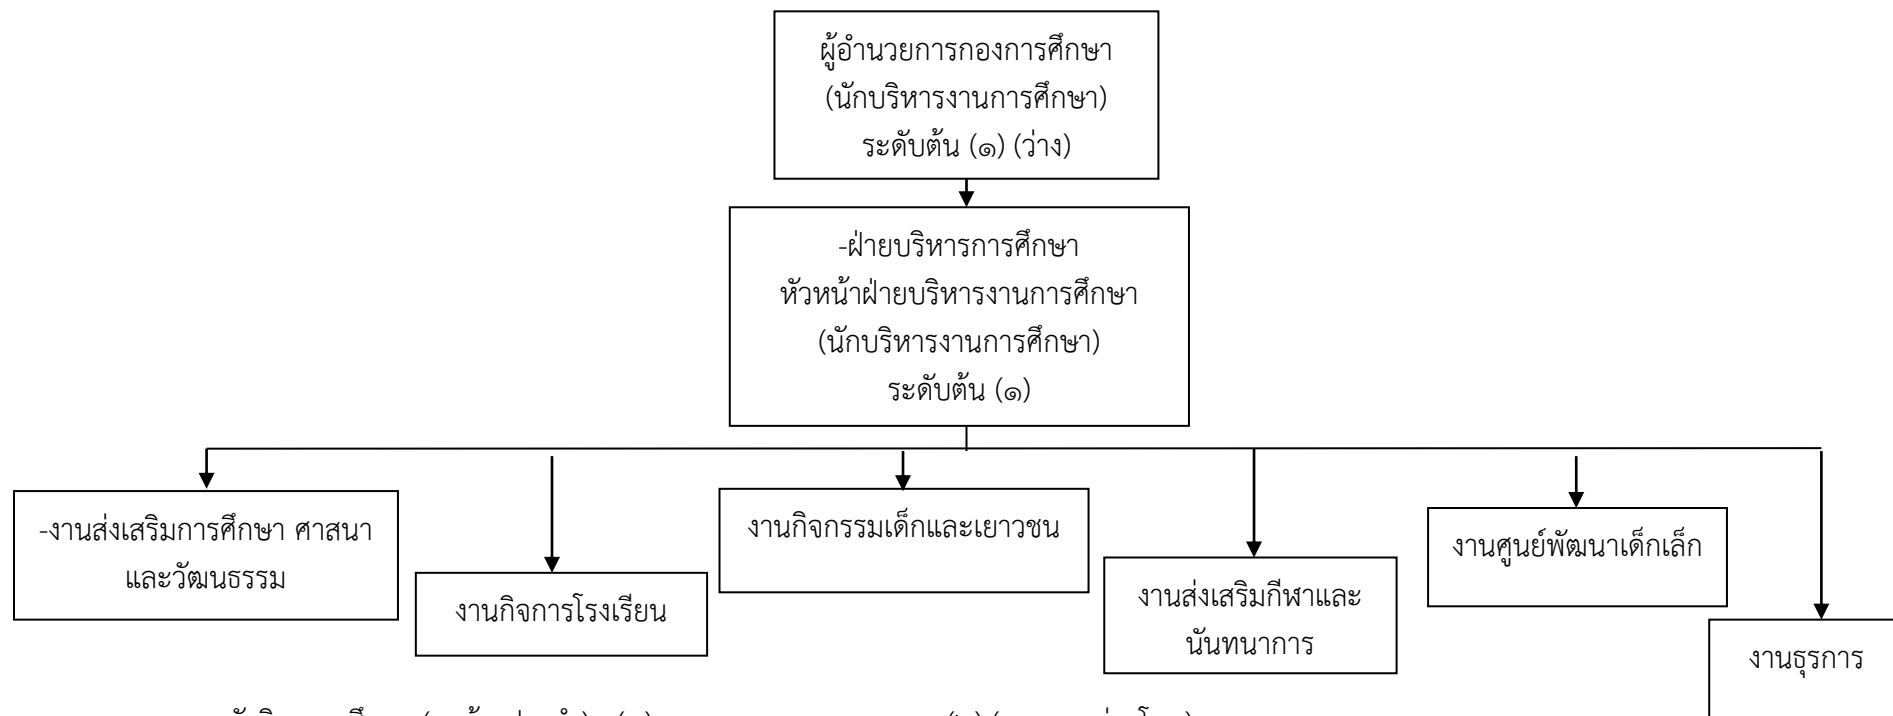 ผู้อำนวยการกองการศึกษา
(นักบริหารงานการศึกษา)
ระดับต้น (๑) (ว่าง)
-ฝ่ายบริหารการศึกษา
หัวหน้าฝ่ายบริหารงานการศึกษา
(นักบริหารงานการศึกษา)
ระดับต้น (๑)
-งานส่งเสริมการศึกษา ศาสนา
และวัฒนธรรม
งานกิจการโรงเรียน
งานกิจกรรมเด็กและเยาวชน
งานส่งเสริมกีฬาและ
นันทนาการ
งานศูนย์พัฒนาเด็กเล็ก
งานธุรการ